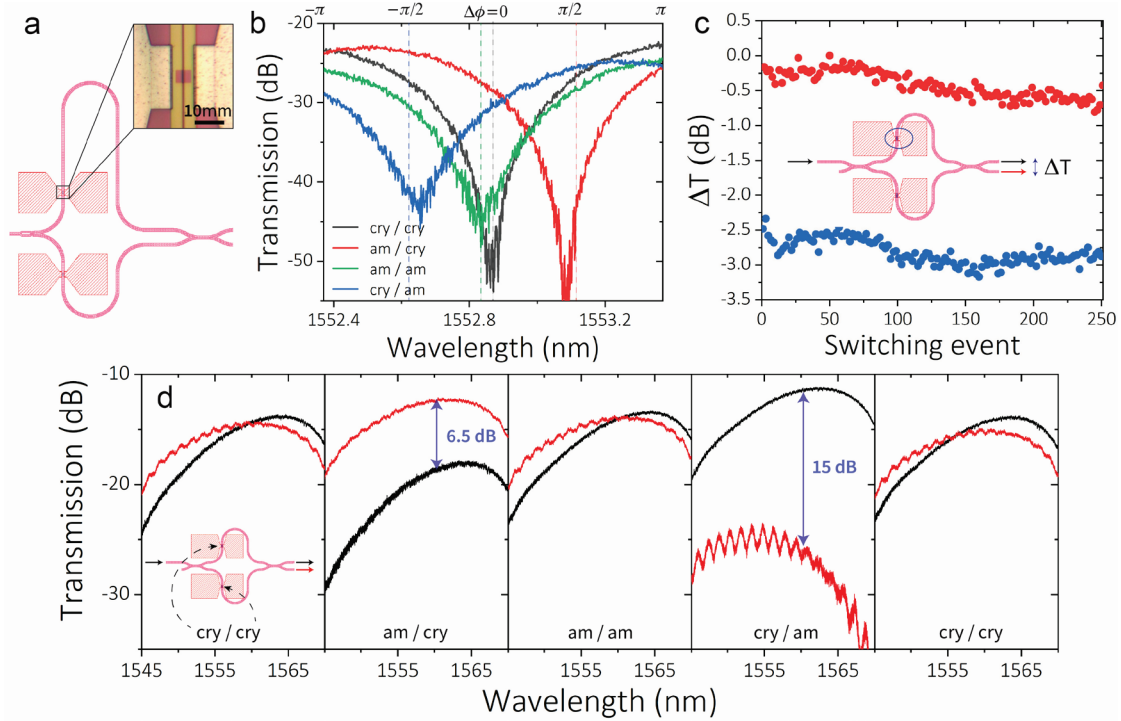 a
10mm
b
−π
−π/2
Δϕ=0
π/2
π
-20
-30
-40
-50
Transmission (dB)
cry / cry
am / cry
am / am
cry / am
1552.4
1552.8
1553.2
Wavelength (nm)
c
0.5
0.0
-0.5
-1.0
-1.5
-2.0
-2.5
-3.0
-3.5
ΔT (dB)
ΔT
0
50
100
150
200
250
Switching event
d
-10
-20
-30
Transmission (dB)
6.5 dB
15 dB
cry / cry
am / cry
am / am
cry / am
cry / cry
1545
1555
1565
1555
1565
1555
1565
1555
1565
1555
1565
Wavelength (nm)